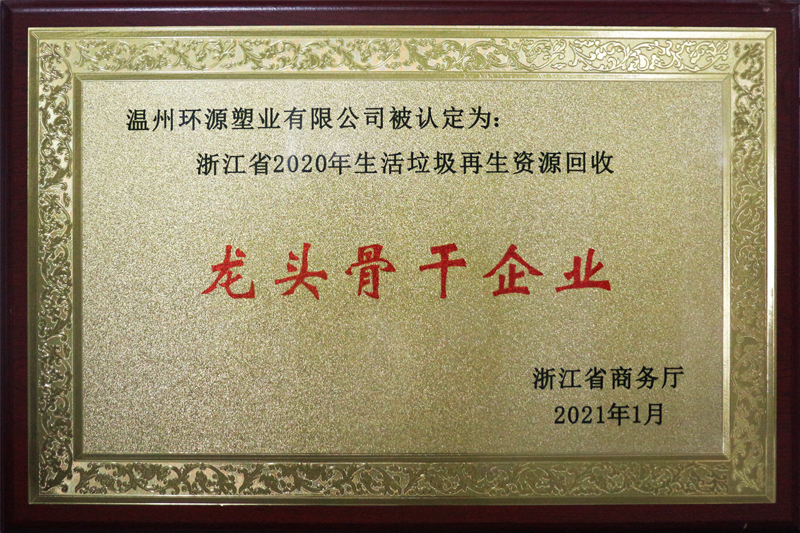 温州环源塑业有限公司被认定为：
浙江省2020年生活垃圾再生资源回收
龙头骨干企业
浙江省商务厅
2021年1月